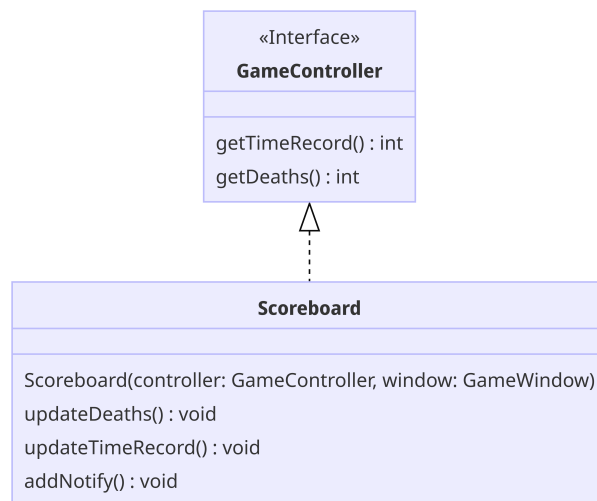 «Interface»
GameController
getTimeRecord() : int
getDeaths() : int
Scoreboard
Scoreboard(controller: GameController, window: GameWindow)
updateDeaths() : void
updateTimeRecord() : void
addNotify() : void